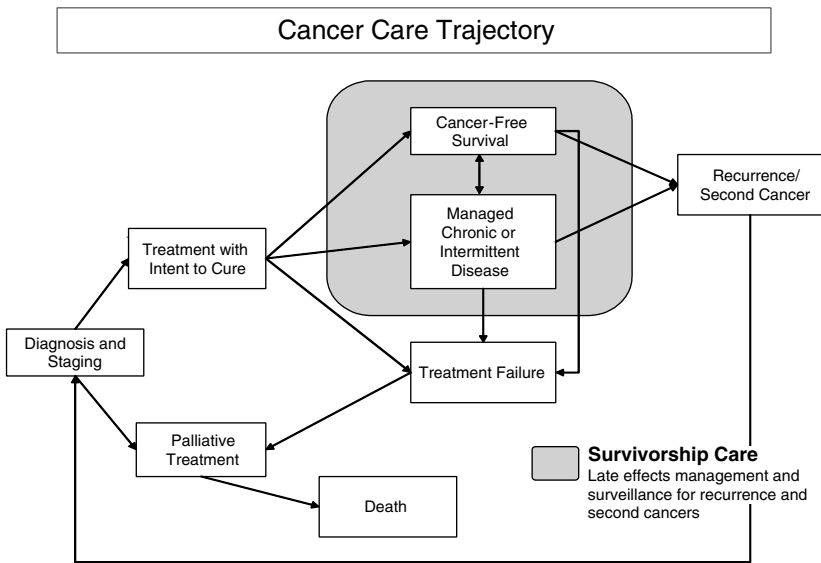 Cancer Care Trajectory
Cancer-Free
Survival
Recurrence/
Second Cancer
Managed
Chronic or
Intermittent
Disease
Treatment with
Intent to Cure
Diagnosis and
Staging
Treatment Failure
Palliative
Treatment
Survivorship Care
Late effects management and
surveillance for recurrence and
second cancers
Death